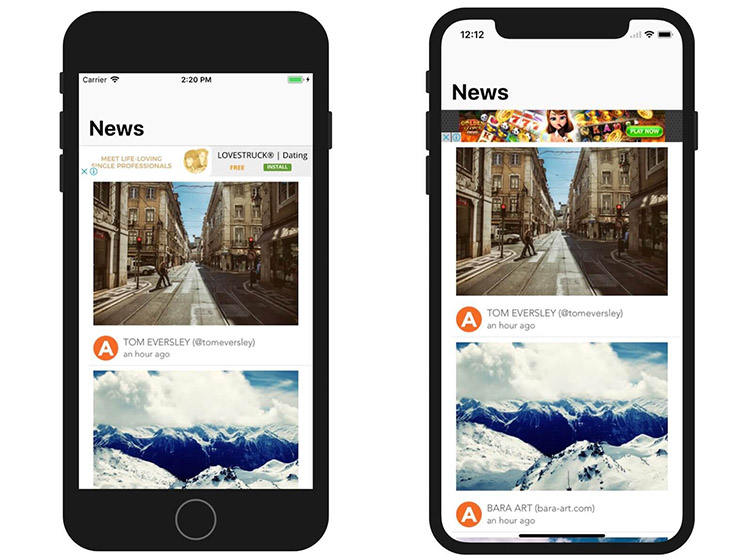 Carrier 2:20 PM
News
MEET LIFE-LOVING
SINGLE PROFESSIONALS
LOVESTRUCK® | Dating
FREE INSTALL
TOM EVERSLEY (@tomeversley)
an hour ago
12:12
News
777
PLAY NOW
TOM EVERSLEY (@tomeversley)
an hour ago
BARA ART (bara-art.com)
an hour ago